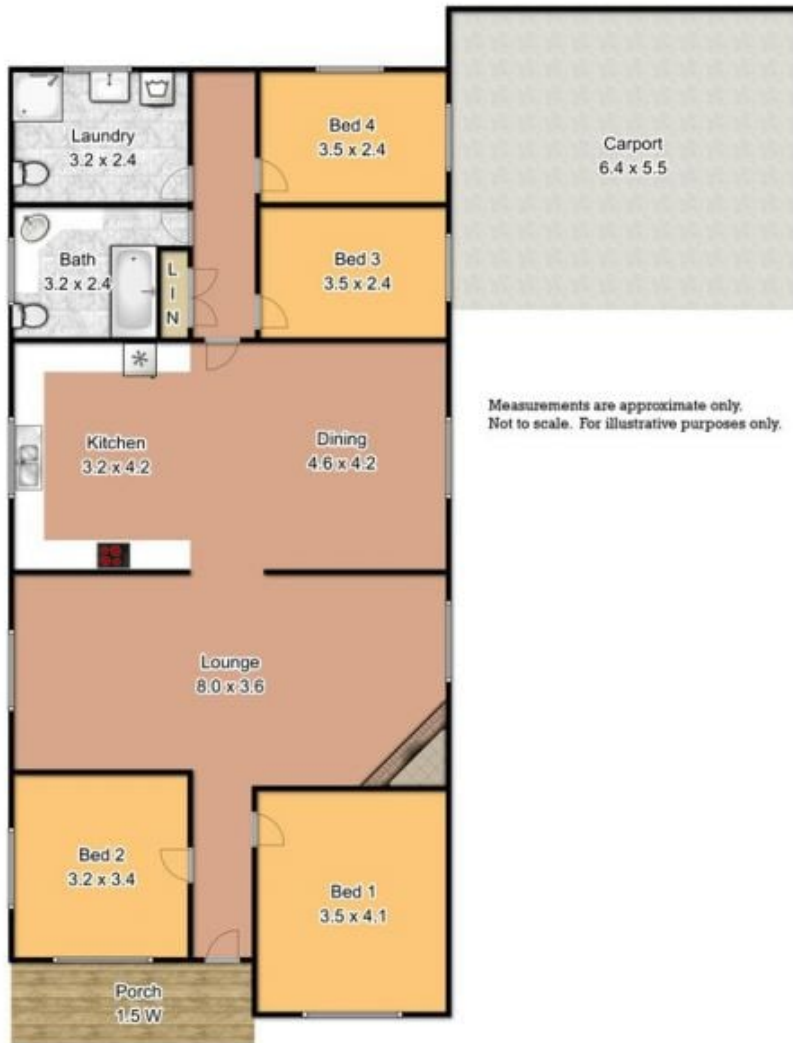 Laundry
3.2 x 2.4
Bed 4
3.5 x 2.4
Carport
6.4 x 5.5
Bath
3.2 x 2.4
L
I
N
Bed 3
3.5 x 2.4
Kitchen
3.2 x 4.2
Dining
4.6 x 4.2
Measurements are approximate only.
Not to scale. For illustrative purposes only.
Lounge
8.0 x 3.6
Bed 2
3.2 x 3.4
Bed 1
3.5 x 4.1
Porch
1.5 W